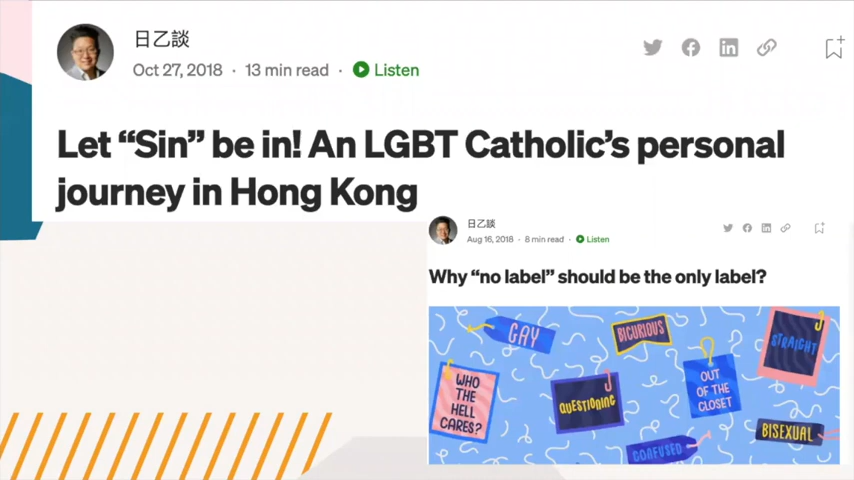 日乙談
Oct 27, 2018 · 13 min read · Listen
Let “Sin” be in! An LGBT Catholic’s personal
journey in Hong Kong
日乙談
Aug 16, 2018 · 8 min read · Listen
Why “no label” should be the only label?
GAY
BICURIOUS
STRAIGHT
WHO
THE
HELL
CARES?
QUESTIONING
OUT
OF THE
CLOSET
BISEXUAL
CONFUSED